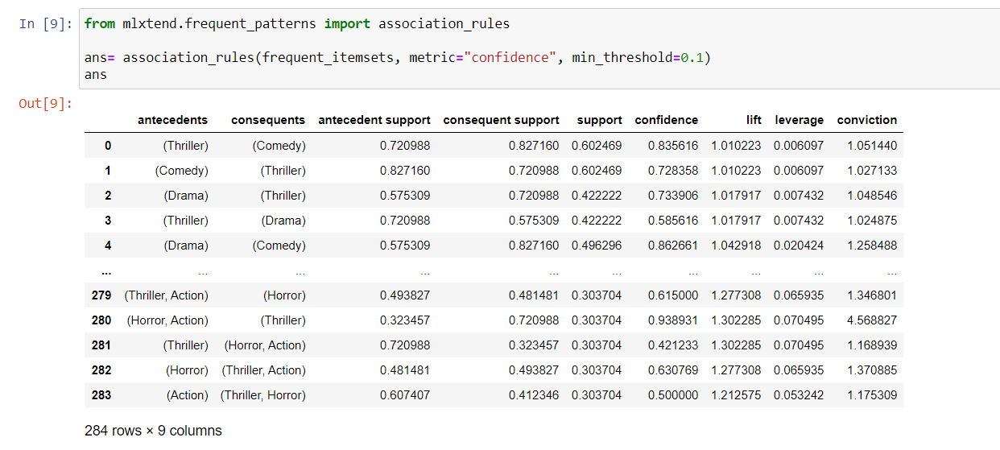 In [9]: from mlxtend.frequent_patterns import association_rules
ans= association_rules(frequent_itemsets, metric="confidence", min_threshold=0.1)
ans
Out[9]:
antecedents consequents antecedent support consequent support support confidence lift leverage conviction
0 (Thriller) (Comedy) 0.720988 0.827160 0.602469 0.835616 1.010223 0.006097 1.051440
1 (Comedy) (Thriller) 0.827160 0.720988 0.602469 0.728358 1.010223 0.006097 1.027133
2 (Drama) (Thriller) 0.575309 0.720988 0.422222 0.733906 1.017917 0.007432 1.048546
3 (Thriller) (Drama) 0.720988 0.575309 0.422222 0.585616 1.017917 0.007432 1.024875
4 (Drama) (Comedy) 0.575309 0.827160 0.496296 0.862661 1.042918 0.020424 1.258488
... ... ... ... ... ... ... ... ... ...
279 (Thriller, Action) (Horror) 0.493827 0.481481 0.303704 0.615000 1.277308 0.065935 1.346801
280 (Horror, Action) (Thriller) 0.323457 0.720988 0.303704 0.938931 1.302285 0.070495 4.568827
281 (Thriller) (Horror, Action) 0.720988 0.323457 0.303704 0.421233 1.302285 0.070495 1.168939
282 (Horror) (Thriller, Action) 0.481481 0.493827 0.303704 0.630769 1.277308 0.065935 1.370885
283 (Action) (Thriller, Horror) 0.607407 0.412346 0.303704 0.500000 1.212575 0.053242 1.175309
284 rows × 9 columns